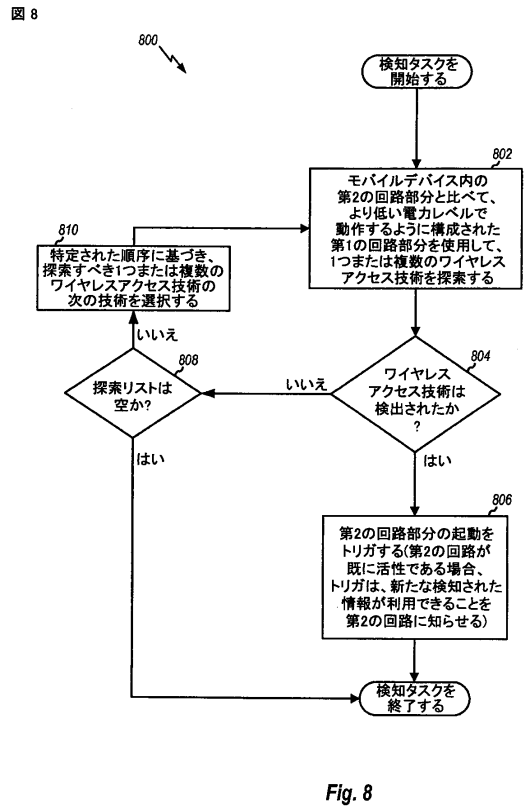 図 8
800
検知タスクを
開始する
802
モバイルデバイス内の
第2の回路部分と比べて、
より低い電力レベルで
動作するように構成された
第1の回路部分を使用して、
1つまたは複数のワイヤレス
アクセス技術を探索する
810
特定された順序に基づき、
探索すべき1つまたは複数の
ワイヤレスアクセス技術の
次の技術を選択する
いいえ
808
探索リストは
空か?
はい
いいえ
804
ワイヤレス
アクセス技術は
検出されたか
?
はい
806
第2の回路部分の起動を
トリガする(第2の回路が
既に活性である場合、
トリガは、新たな検知された
情報が利用できることを
第2の回路に知らせる)
検知タスクを
終了する
Fig. 8